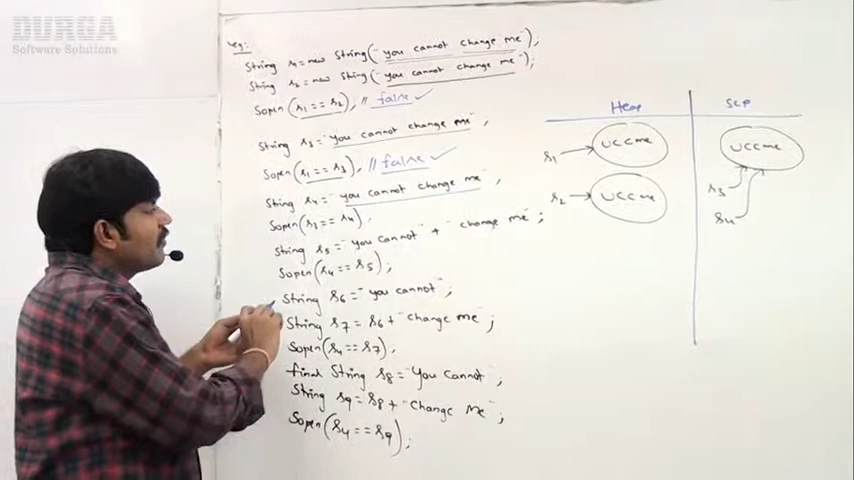 DURGA
Software Solutions
eg:
String s1 = new String("you cannot change me");
String s2 = new String("you cannot change me");
Sopln(s1 == s2); // false ✓
String s3 = "you cannot change me";
Sopln(s1 == s3); // false ✓
String s4 = "you cannot change me";
Sopln(s3 == s4);
String s5 = "you cannot" + "change me";
Sopln(s4 == s5);
String s6 = "you cannot";
String s7 = s6 + "change me";
Sopln(s4 == s7);
final String s8 = "you cannot";
String s9 = s8 + "change me";
Sopln(s4 == s9);
Heap
SCP
s1
UCCme
UCCme
s2
UCCme
s3
s4